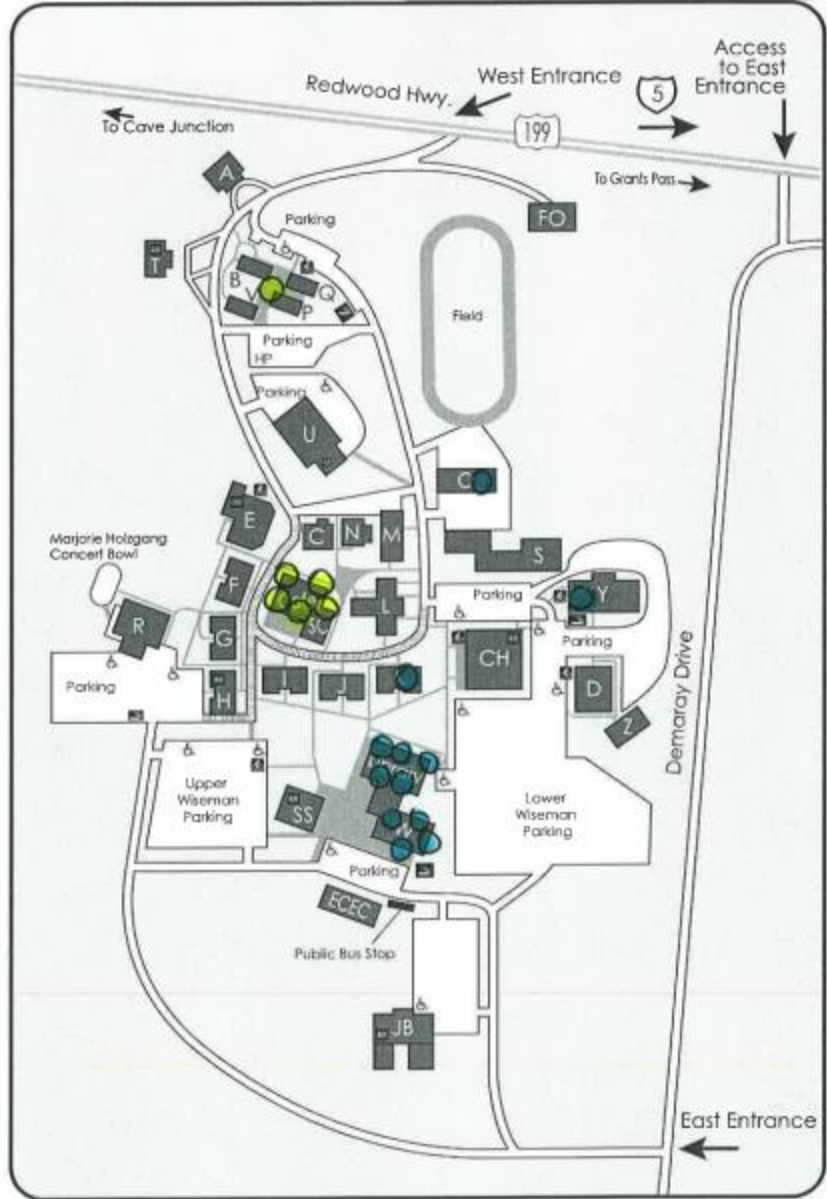 Access
to East
Entrance
West Entrance
5
Redwood Hwy.
199
To Cave Junction
To Grants Pass
A
FO
Parking
T
B
V
Q
P
Field
Parking
HP
Parking
U
E
C
N
M
S
Marjorie Holzgang
Concert Bowl
F
L
Parking
Y
SC
R
G
Parking
CH
Demaray Drive
I
J
D
Parking
H
Z
Upper
Wiseman
Parking
SS
Lower
Wiseman
Parking
Parking
ECEC
Public Bus Stop
JB
East Entrance